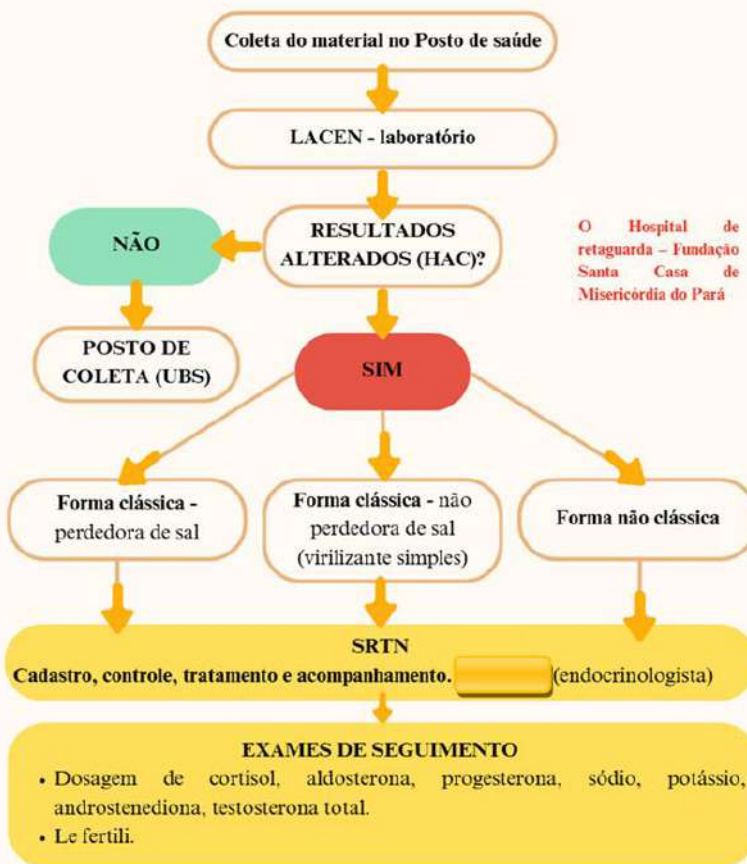 Coleta do material no Posto de saúde
LACEN - laboratório
RESULTADOS
ALTERADOS (HAC)?
NÃO
O Hospital de
retaguarda – Fundação
Santa Casa de
Misericórdia do Pará
POSTO DE
COLETA (UBS)
SIM
Forma clássica -
perdedora de sal
Forma clássica - não
perdedora de sal
(virilizante simples)
Forma não clássica
SRTN
Cadastro, controle, tratamento e acompanhamento. (endocrinologista)
EXAMES DE SEGUIMENTO
• Dosagem de cortisol, aldosterona, progesterona, sódio, potássio,
androstenediona, testosterona total.
• Le fertili.